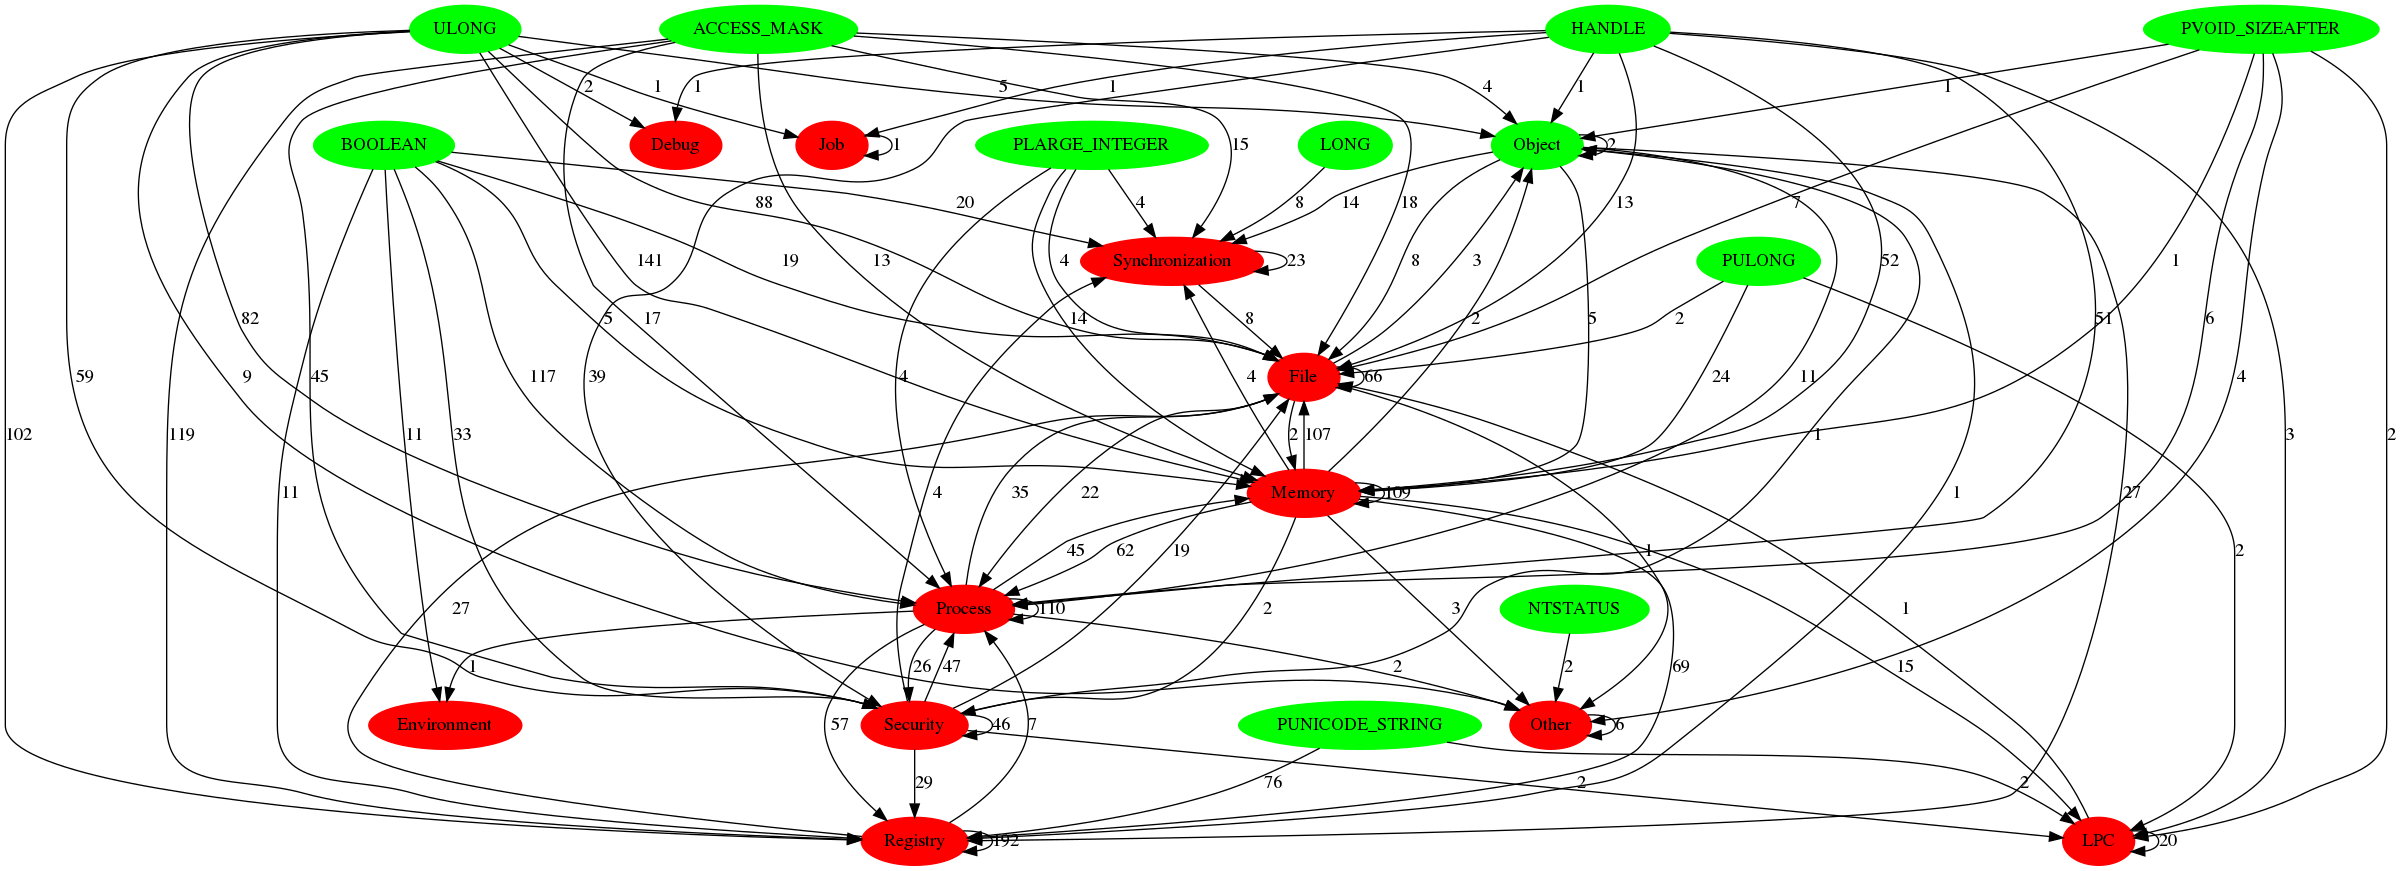 ULONG ACCESS_MASK HANDLE PVOID_SIZEAFTER
2 1 1 5 1 4 1 1
BOOLEAN Debug Job 1 PLARGE_INTEGER 15 LONG Object 2
88 20 4 8 14 18 13 7
Synchronization 23 PULONG
141 19 13 4 8 3 52 1
82 5 17 14 8 2 5 2 51 6
59 9 45 117 39 4 4 File 66 24 11 4
102 119 11 33 2 107 1 3 2
11 35 22 4 Memory 109 1 27
45 62 19 1 2
27 Process 110 2 3 NTSTATUS 1
1 26 47 2 2 69 15
Environment 57 Security 46 7 PUNICODE_STRING Other 6
29 76 2 2
Registry 192 LPC 20